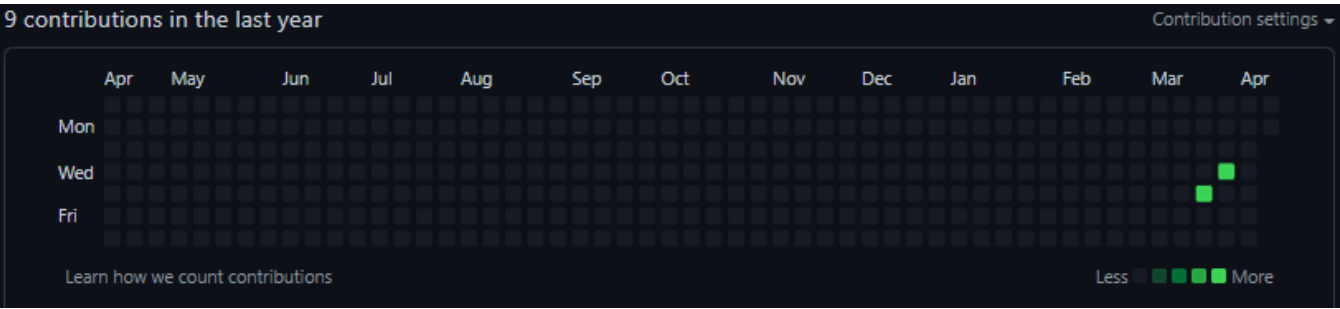 9 contributions in the last year
Contribution settings
Apr May Jun Jul Aug Sep Oct Nov Dec Jan Feb Mar Apr
Mon
Wed
Fri
Learn how we count contributions
Less More